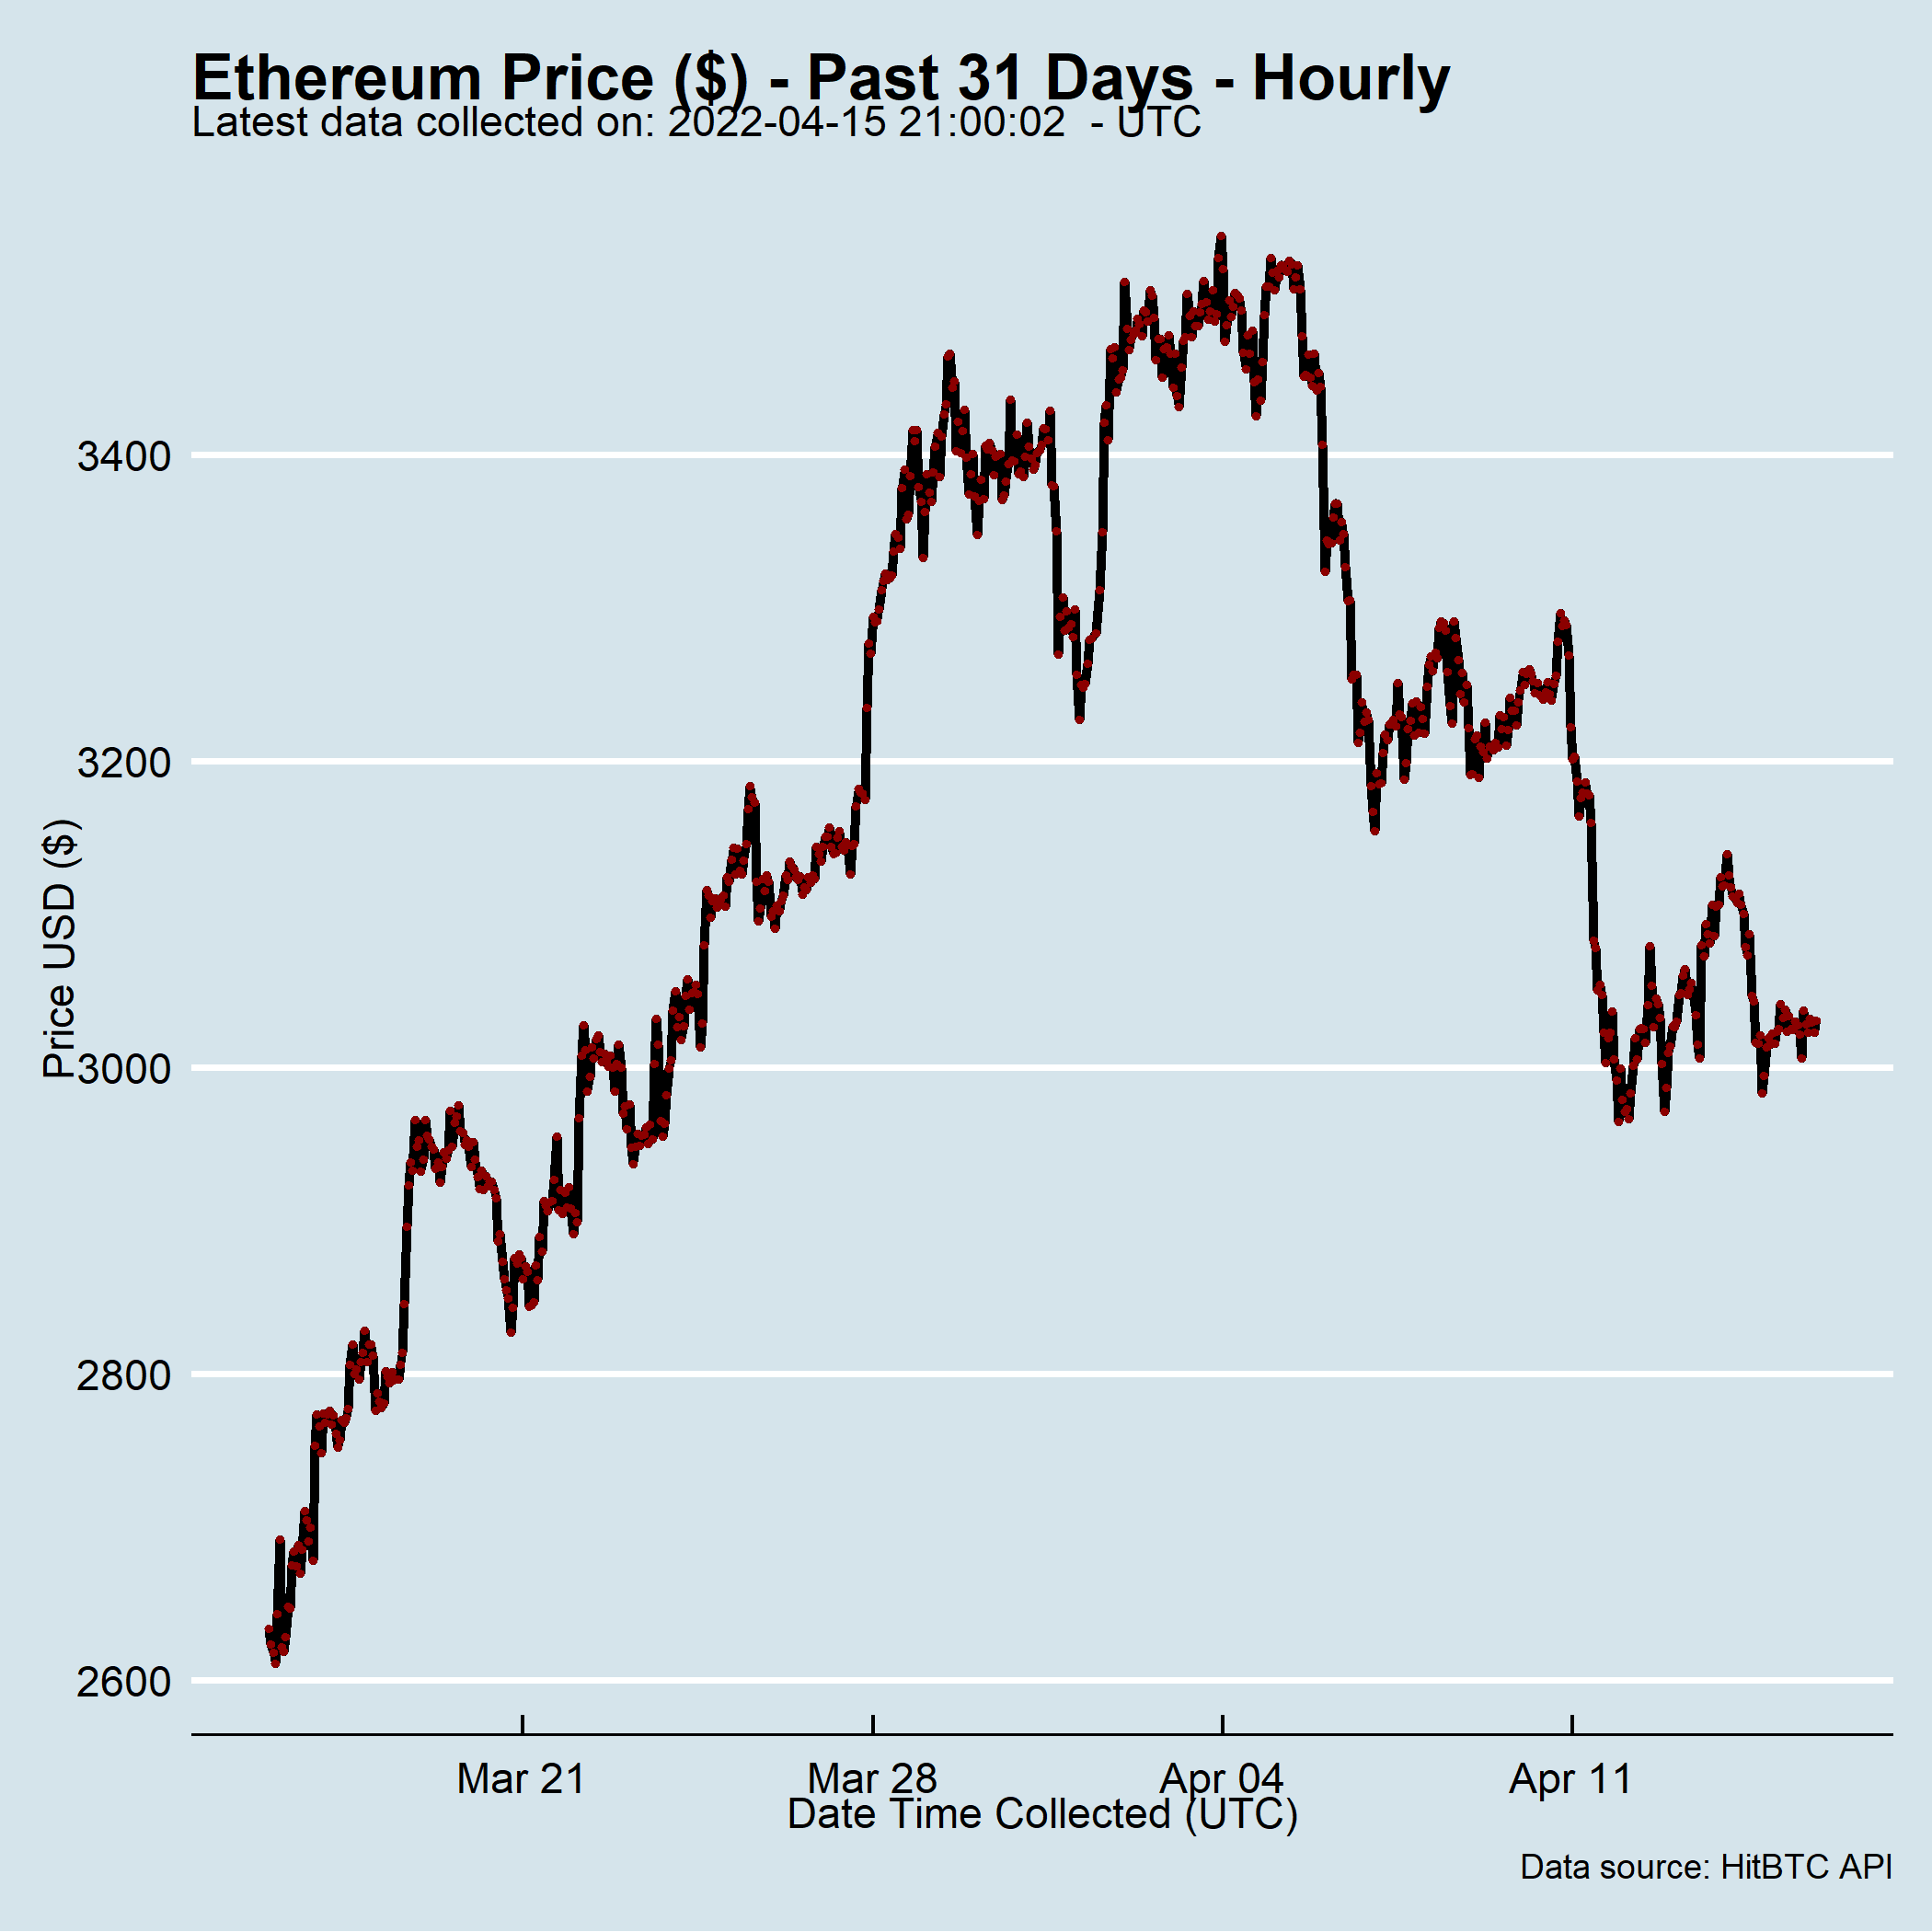 Ethereum Price ($) - Past 31 Days - Hourly
Latest data collected on: 2022-04-15 21:00:02  - UTC
Price USD ($)
3400
3200
3000
2800
2600
Mar 21
Mar 28
Apr 04
Apr 11
Date Time Collected (UTC)
Data source: HitBTC API